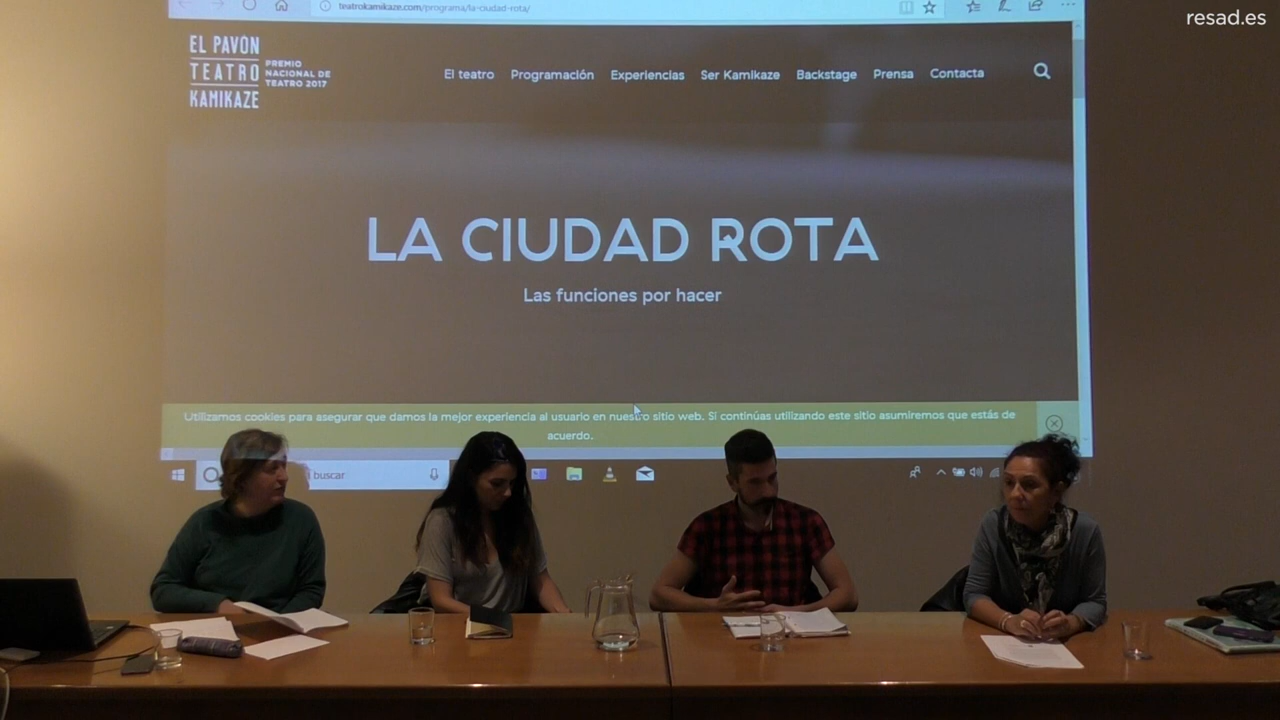 resad.es
teatrokamikaze.com/programa/la-ciudad-rota/
EL PAVÓN
TEATRO
KAMIKAZE
PREMIO
NACIONAL DE
TEATRO 2017
El teatro Programación Experiencias Ser Kamikaze Backstage Prensa Contacta
LA CIUDAD ROTA
Las funciones por hacer
Utilizamos cookies para asegurar que damos la mejor experiencia al usuario en nuestro sitio web. Si continúas utilizando este sitio asumiremos que estás de
acuerdo.
buscar